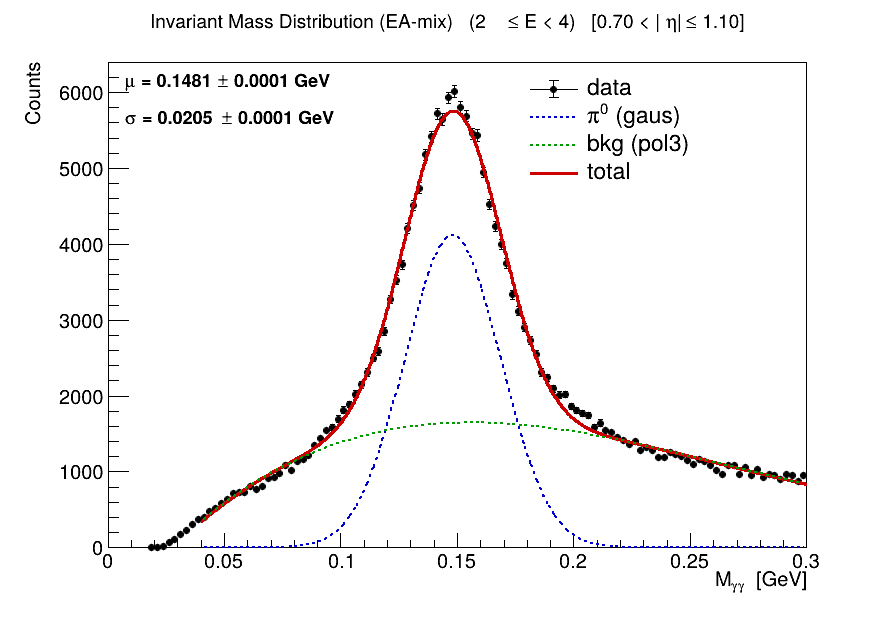 Invariant Mass Distribution (EA-mix) (2 ≤ E < 4) [0.70 < | η| ≤ 1.10]
Counts
μ = 0.1481 ± 0.0001 GeV
σ = 0.0205 ± 0.0001 GeV
data
π⁰ (gaus)
bkg (pol3)
total
6000
5000
4000
3000
2000
1000
0
0 0.05 0.1 0.15 0.2 0.25 0.3
Mγγ [GeV]